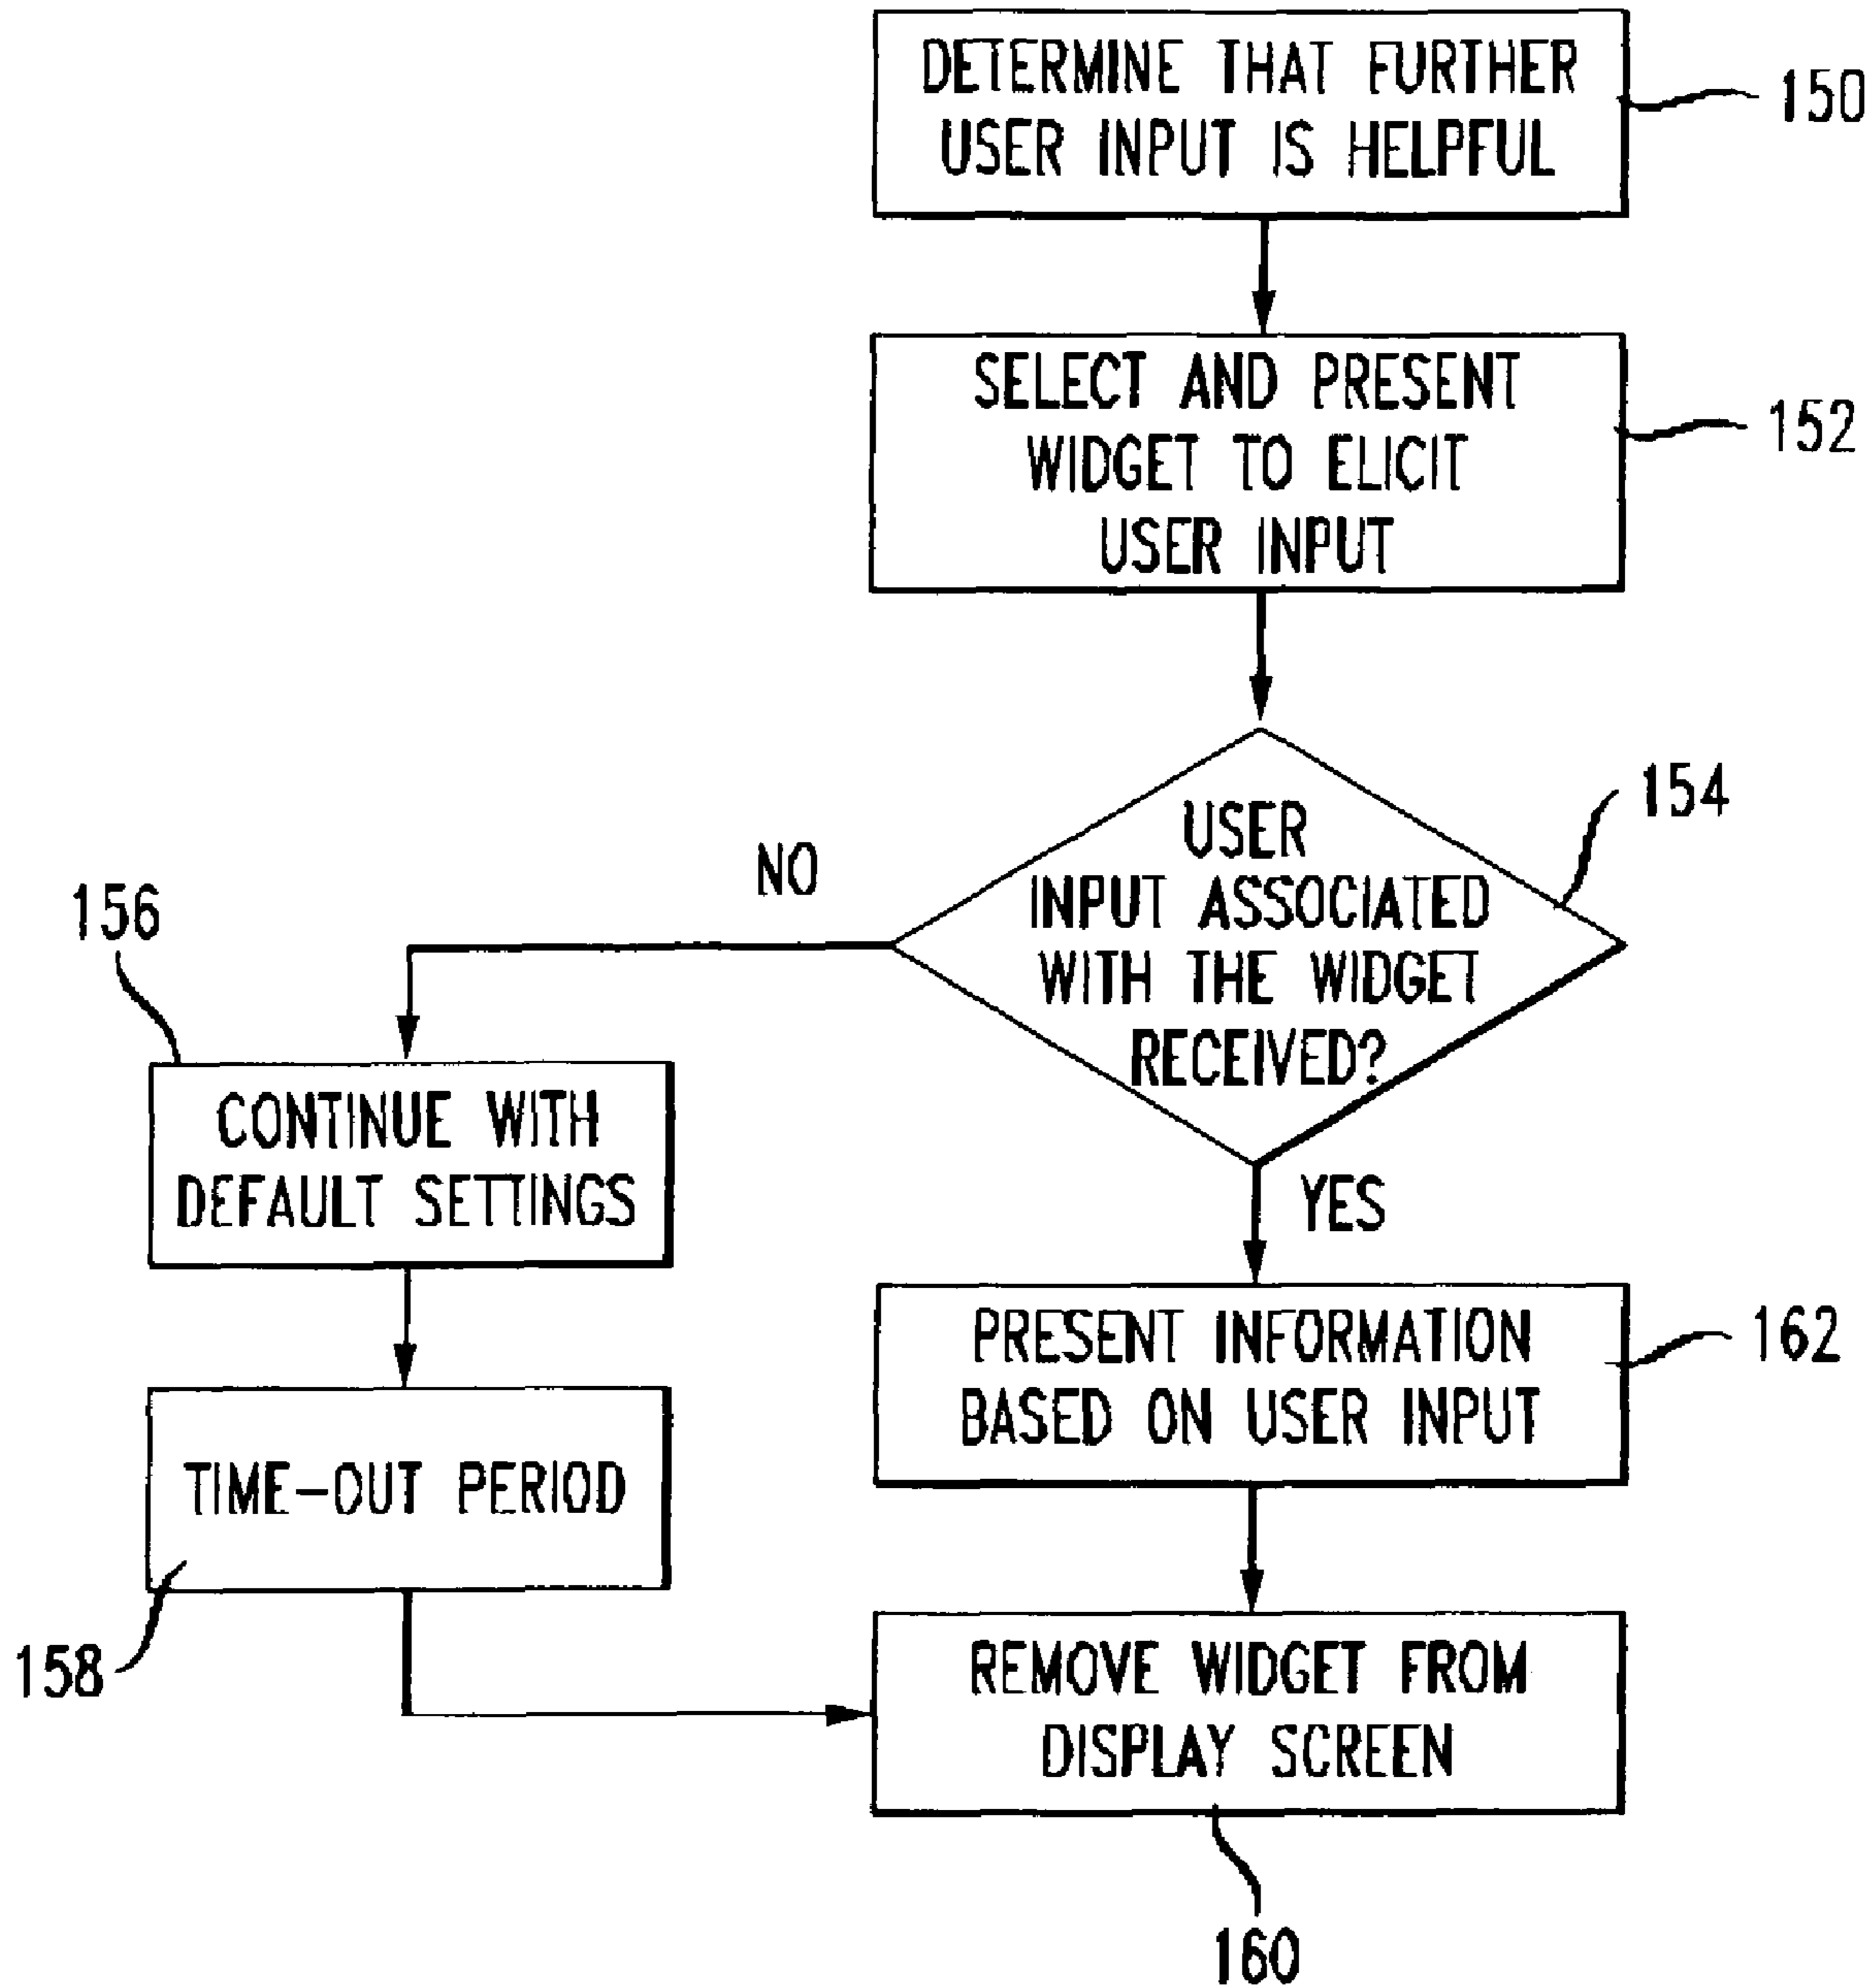 DETERMINE THAT FURTHER
USER INPUT IS HELPFUL
150
SELECT AND PRESENT
WIDGET TO ELICIT
USER INPUT
152
USER
INPUT ASSOCIATED
WITH THE WIDGET
RECEIVED?
154
NO
YES
156
CONTINUE WITH
DEFAULT SETTINGS
PRESENT INFORMATION
BASED ON USER INPUT
162
TIME-OUT PERIOD
158
REMOVE WIDGET FROM
DISPLAY SCREEN
160